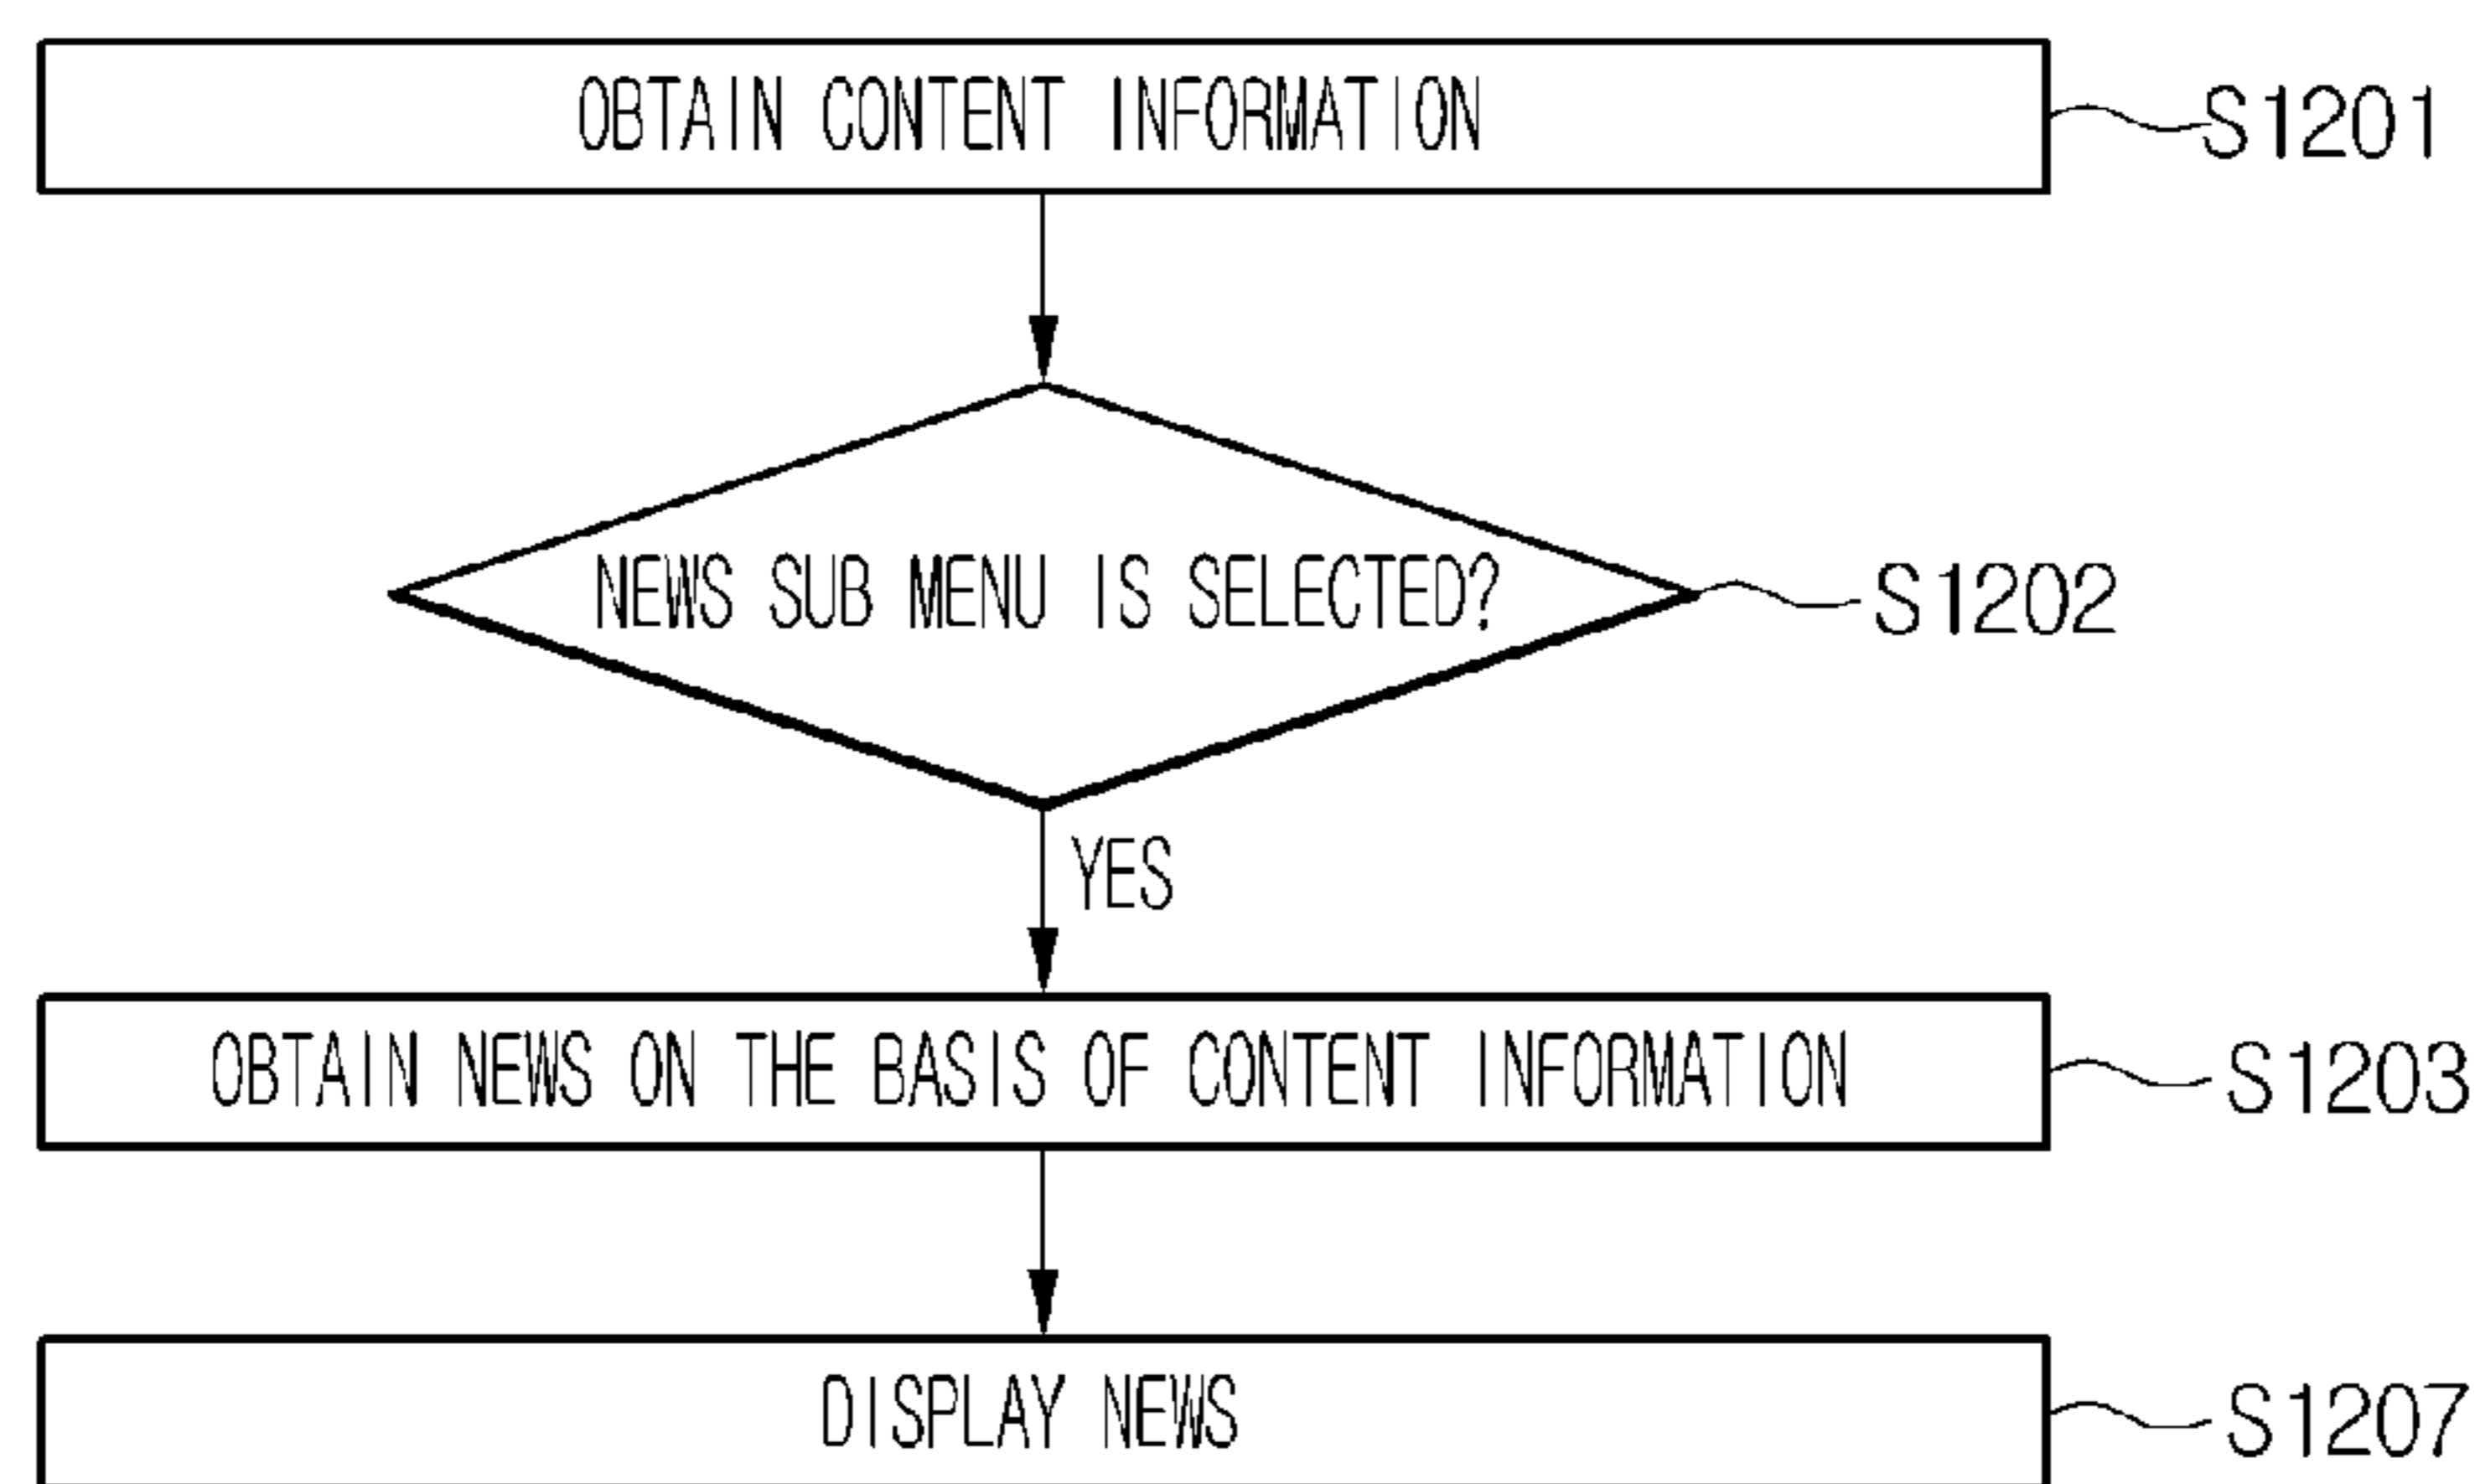 OBTAIN CONTENT INFORMATION
S1201
NEWS SUB MENU IS SELECTED?
S1202
YES
OBTAIN NEWS ON THE BASIS OF CONTENT INFORMATION
S1203
DISPLAY NEWS
S1207